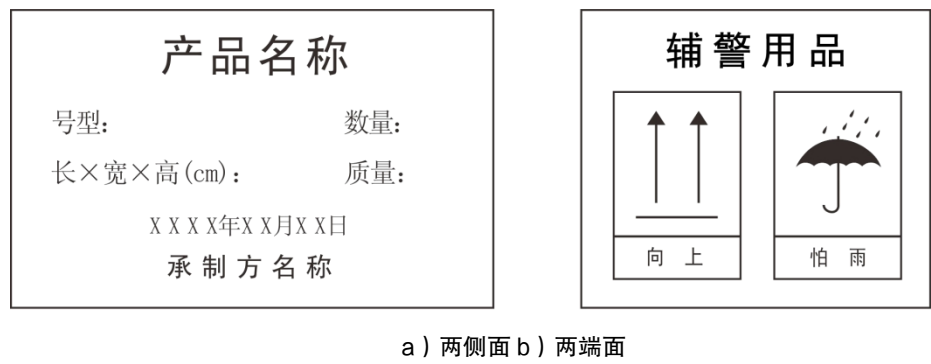 产品名称
号型：
数量：
长×宽×高(cm)：
质量：
XXXX年XX月XX日
承制方名称
辅警用品
向上
怕雨
a）两侧面 b）两端面